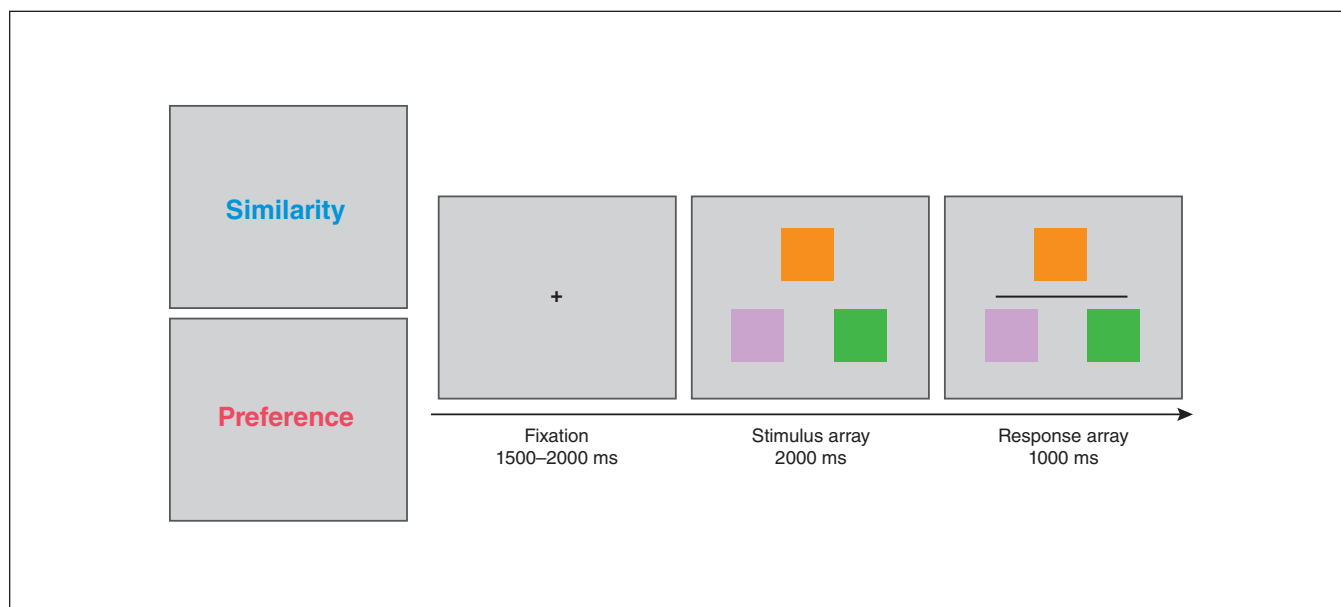 Similarity
Preference
+
Fixation
1500–2000 ms
Stimulus array
2000 ms
Response array
1000 ms